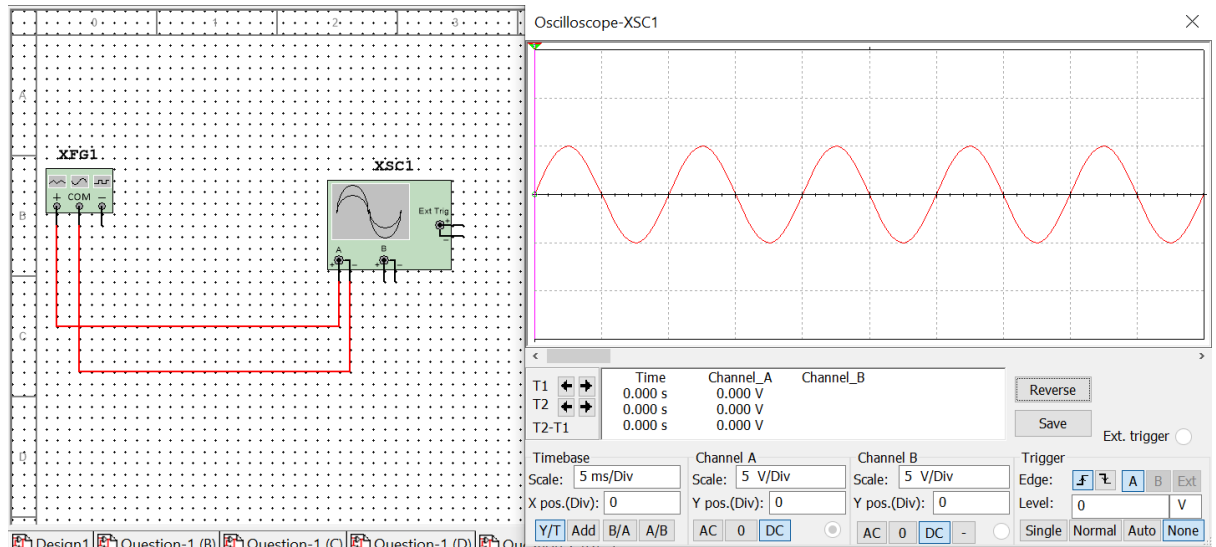 Oscilloscope-XSC1
0 1 2 3
A
B
C
D
XFG1
+ COM -
XSC1
Ext Trig
+
-
A B
+ - + -
T1
T2
T2-T1
Time Channel_A Channel_B
0.000 s 0.000 V
0.000 s 0.000 V
0.000 s 0.000 V
Reverse
Save
Ext. trigger
Timebase
Scale: 5 ms/Div
X pos.(Div): 0
Y/T Add B/A A/B
Channel A
Scale: 5 V/Div
Y pos.(Div): 0
AC 0 DC
Channel B
Scale: 5 V/Div
Y pos.(Div): 0
AC 0 DC -
Trigger
Edge: A B Ext
Level: 0 V
Single Normal Auto None
Design1 Question-1 (B) Question-1 (C) Question-1 (D)